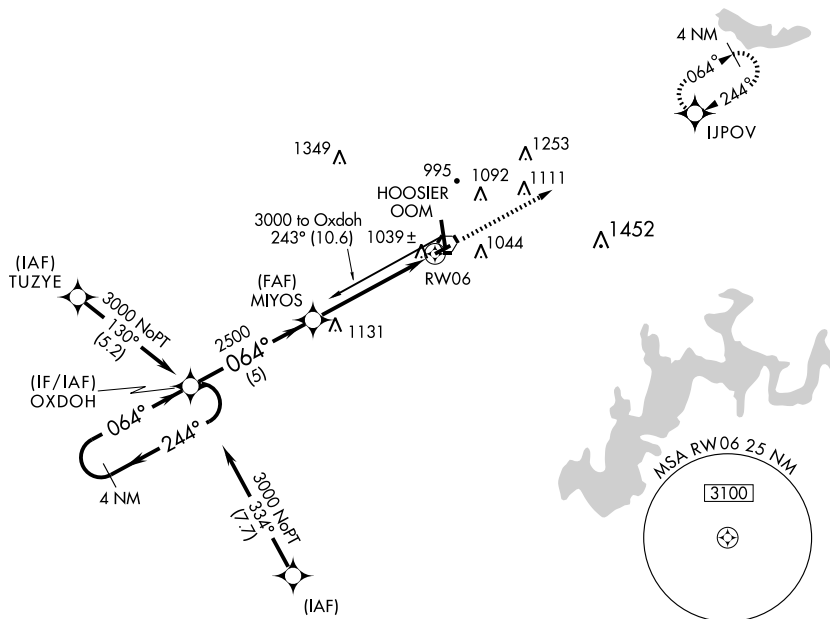 4 NM
064°
244°
IJPOV
1349
995
1092
1253
1111
HOOSIER
OOM
3000 to Oxdoh
243° (10.6)
1039 ±
1044
1452
RW06
(IAF)
TUZYE
(FAF)
MIYOS
3000 NoPT
130°
(5.2)
1131
2500
064°
(5)
(IF/IAF)
OXDOH
064°
244°
4 NM
3000 NoPT
334°
(7.7)
(IAF)
MSA RW06 25 NM
3100